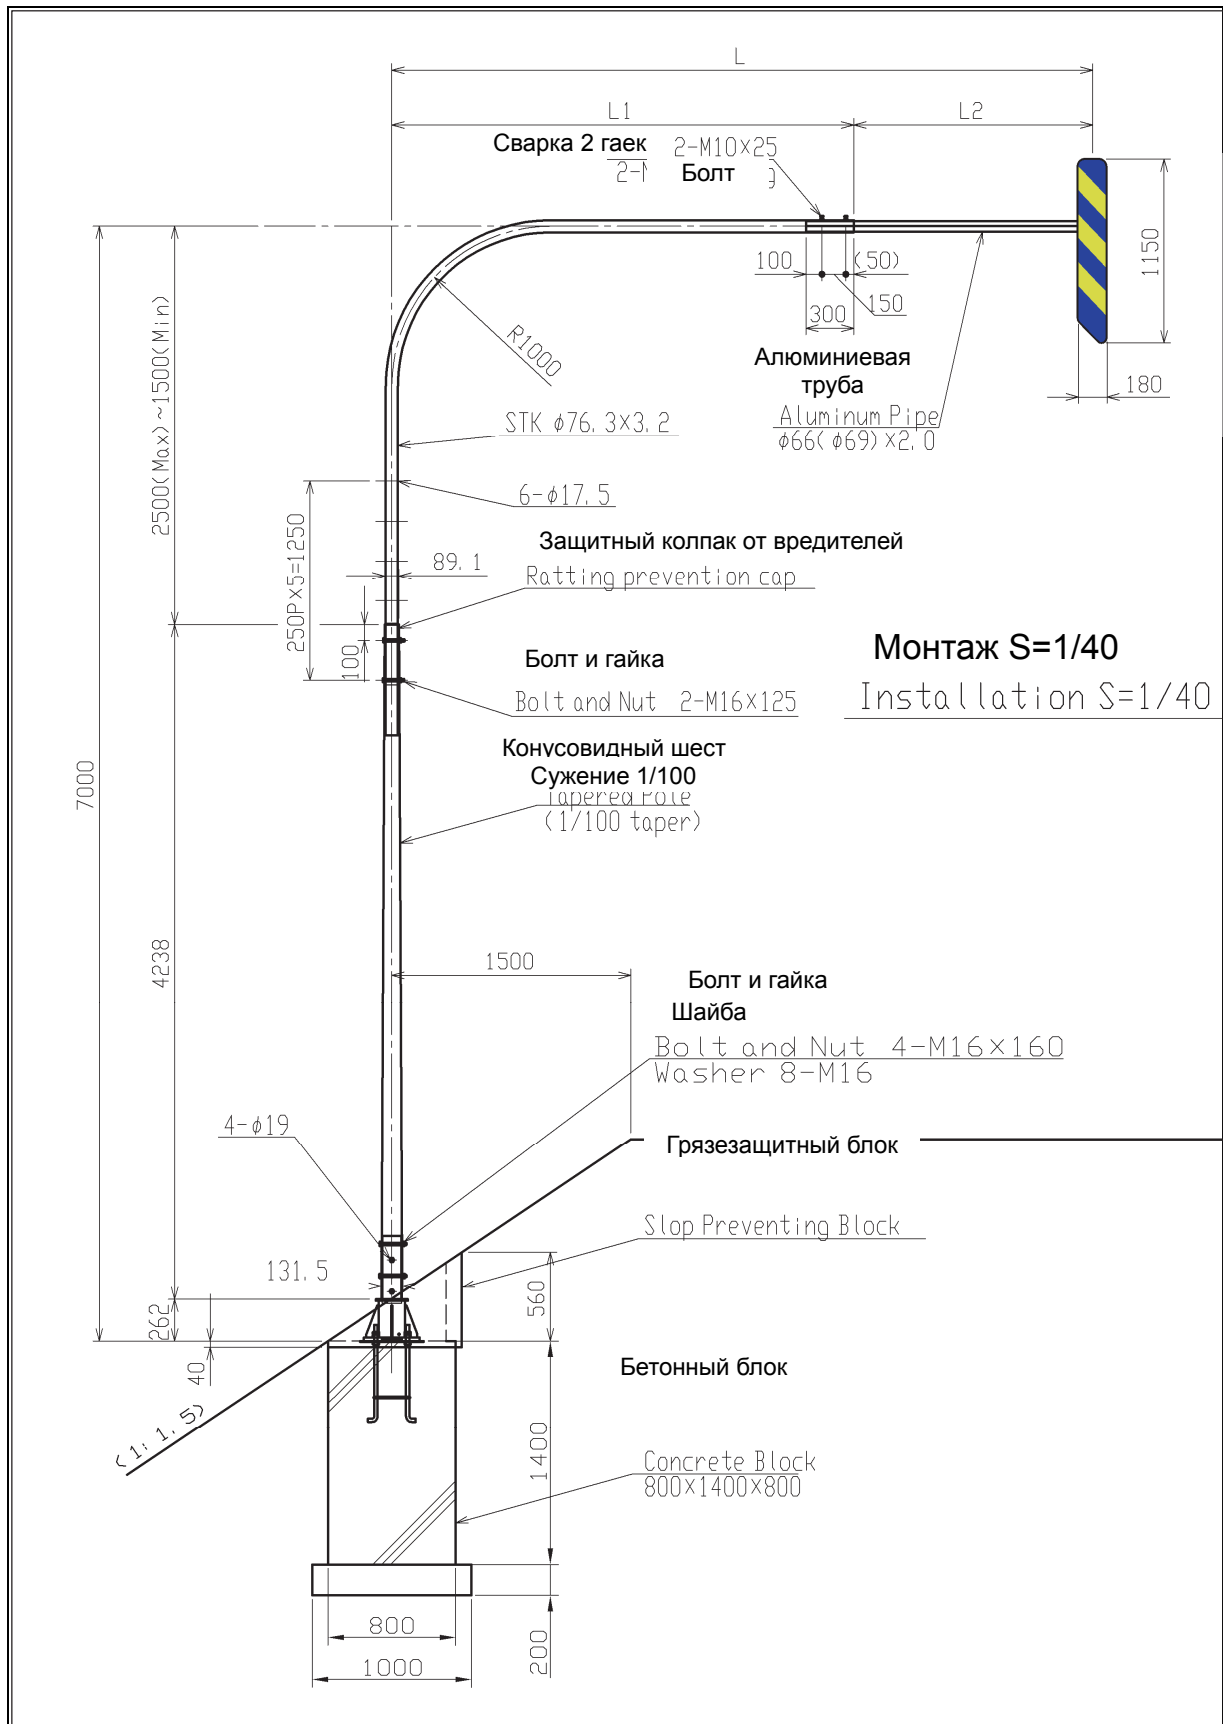 L
L1
L2
Сварка 2 гаек
2-M10×25
Болт
100
(50)
150
300
1150
180
Алюминиевая
труба
Aluminum Pipe
φ66(φ69)×2.0
R1000
2500(Max)~1500(Min)
STK φ76.3×3.2
6-φ17.5
250P×5=1250
Защитный колпак от вредителей
89.1
Ratting prevention cap
100
Болт и гайка
Bolt and Nut 2-M16×125
Монтаж S=1/40
Installation S=1/40
Конусовидный шест
Сужение 1/100
Tapered Pole
(1/100 taper)
7000
4238
1500
Болт и гайка
Шайба
Bolt and Nut 4-M16×160
Washer 8-M16
4-φ19
Грязезащитный блок
Slop Preventing Block
131.5
560
262
40
(1:1.5)
Бетонный блок
1400
Concrete Block
800×1400×800
800
1000
200